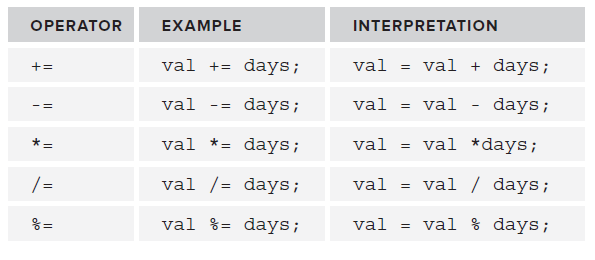 OPERATOR EXAMPLE INTERPRETATION
+= val += days; val = val + days;
-= val -= days; val = val - days;
*= val *= days; val = val *days;
/= val /= days; val = val / days;
%= val %= days; val = val % days;